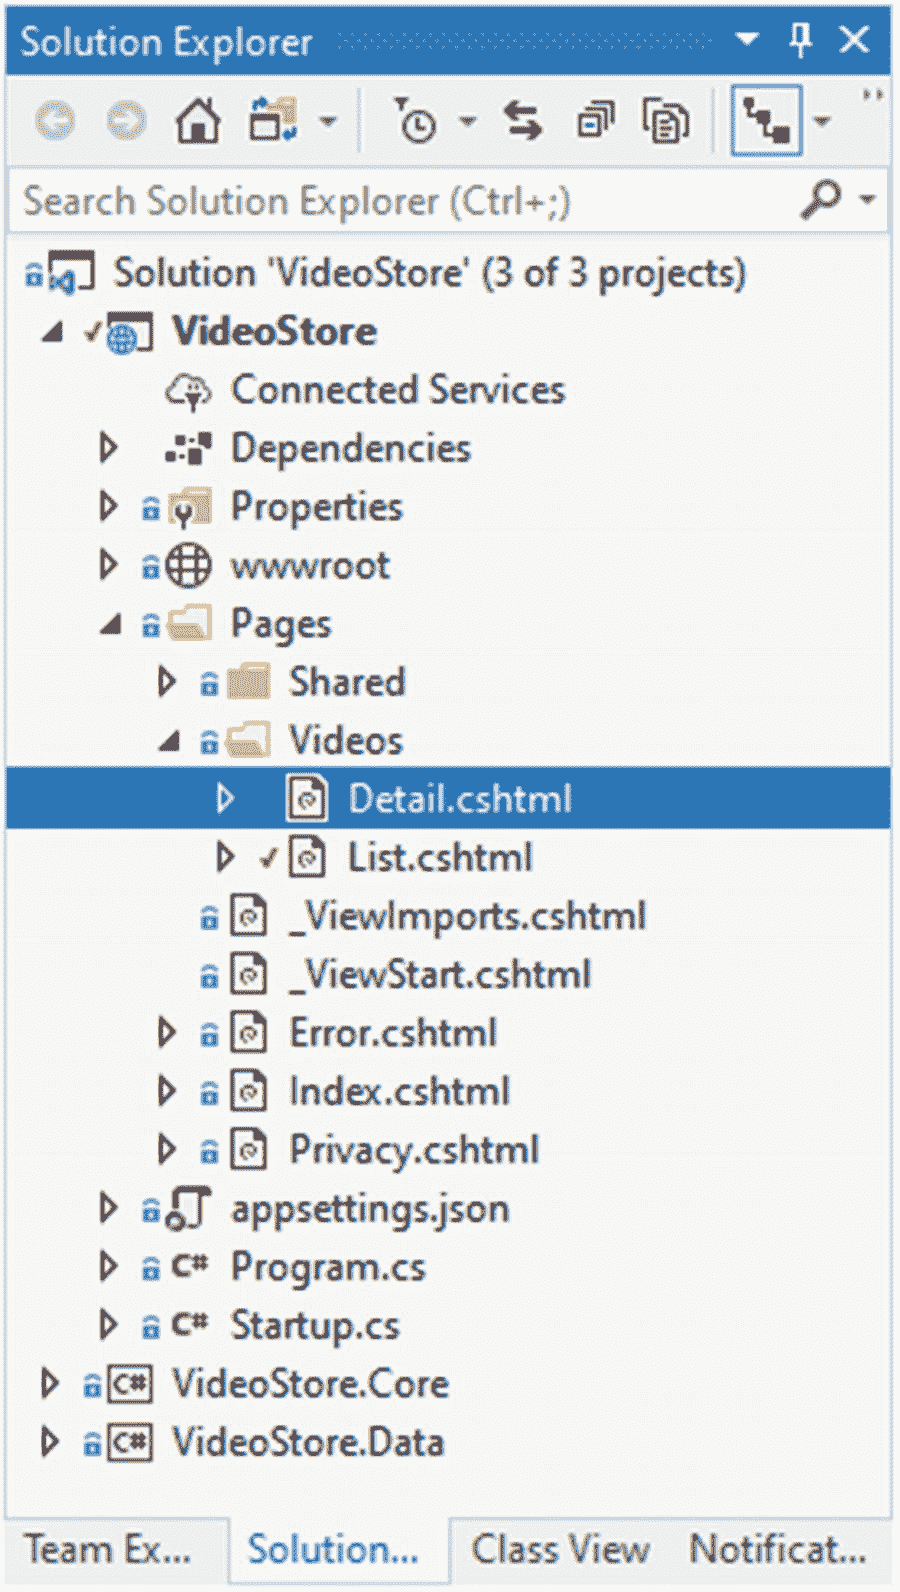 Solution Explorer
Search Solution Explorer (Ctrl+;)
Solution 'VideoStore' (3 of 3 projects)
VideoStore
Connected Services
Dependencies
Properties
wwwroot
Pages
Shared
Videos
Detail.cshtml
List.cshtml
_ViewImports.cshtml
_ViewStart.cshtml
Error.cshtml
Index.cshtml
Privacy.cshtml
appsettings.json
C# Program.cs
C# Startup.cs
C# VideoStore.Core
C# VideoStore.Data
Team Ex... Solution... Class View Notificat...